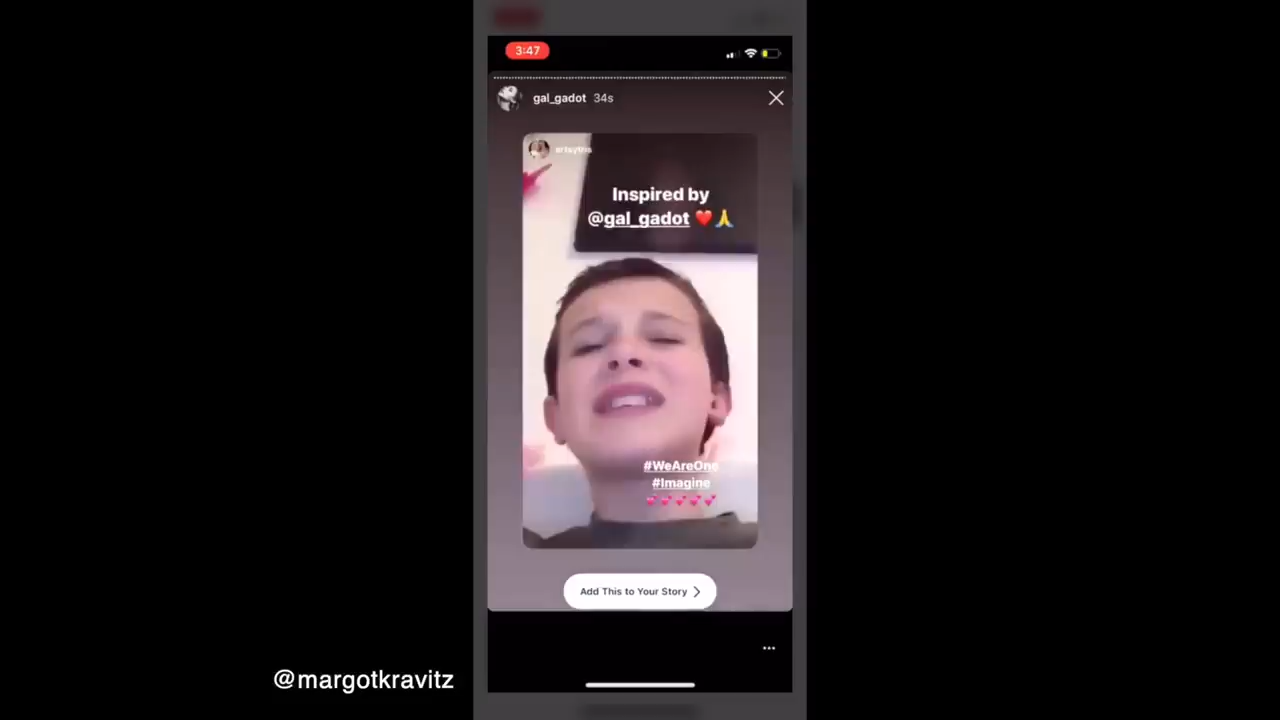 3:47
gal_gadot 34s
Inspired by
@gal_gadot ❤️🙏
#WeAreOne
#Imagine
💕💕💕💕💕
Add This to Your Story
@margotkravitz